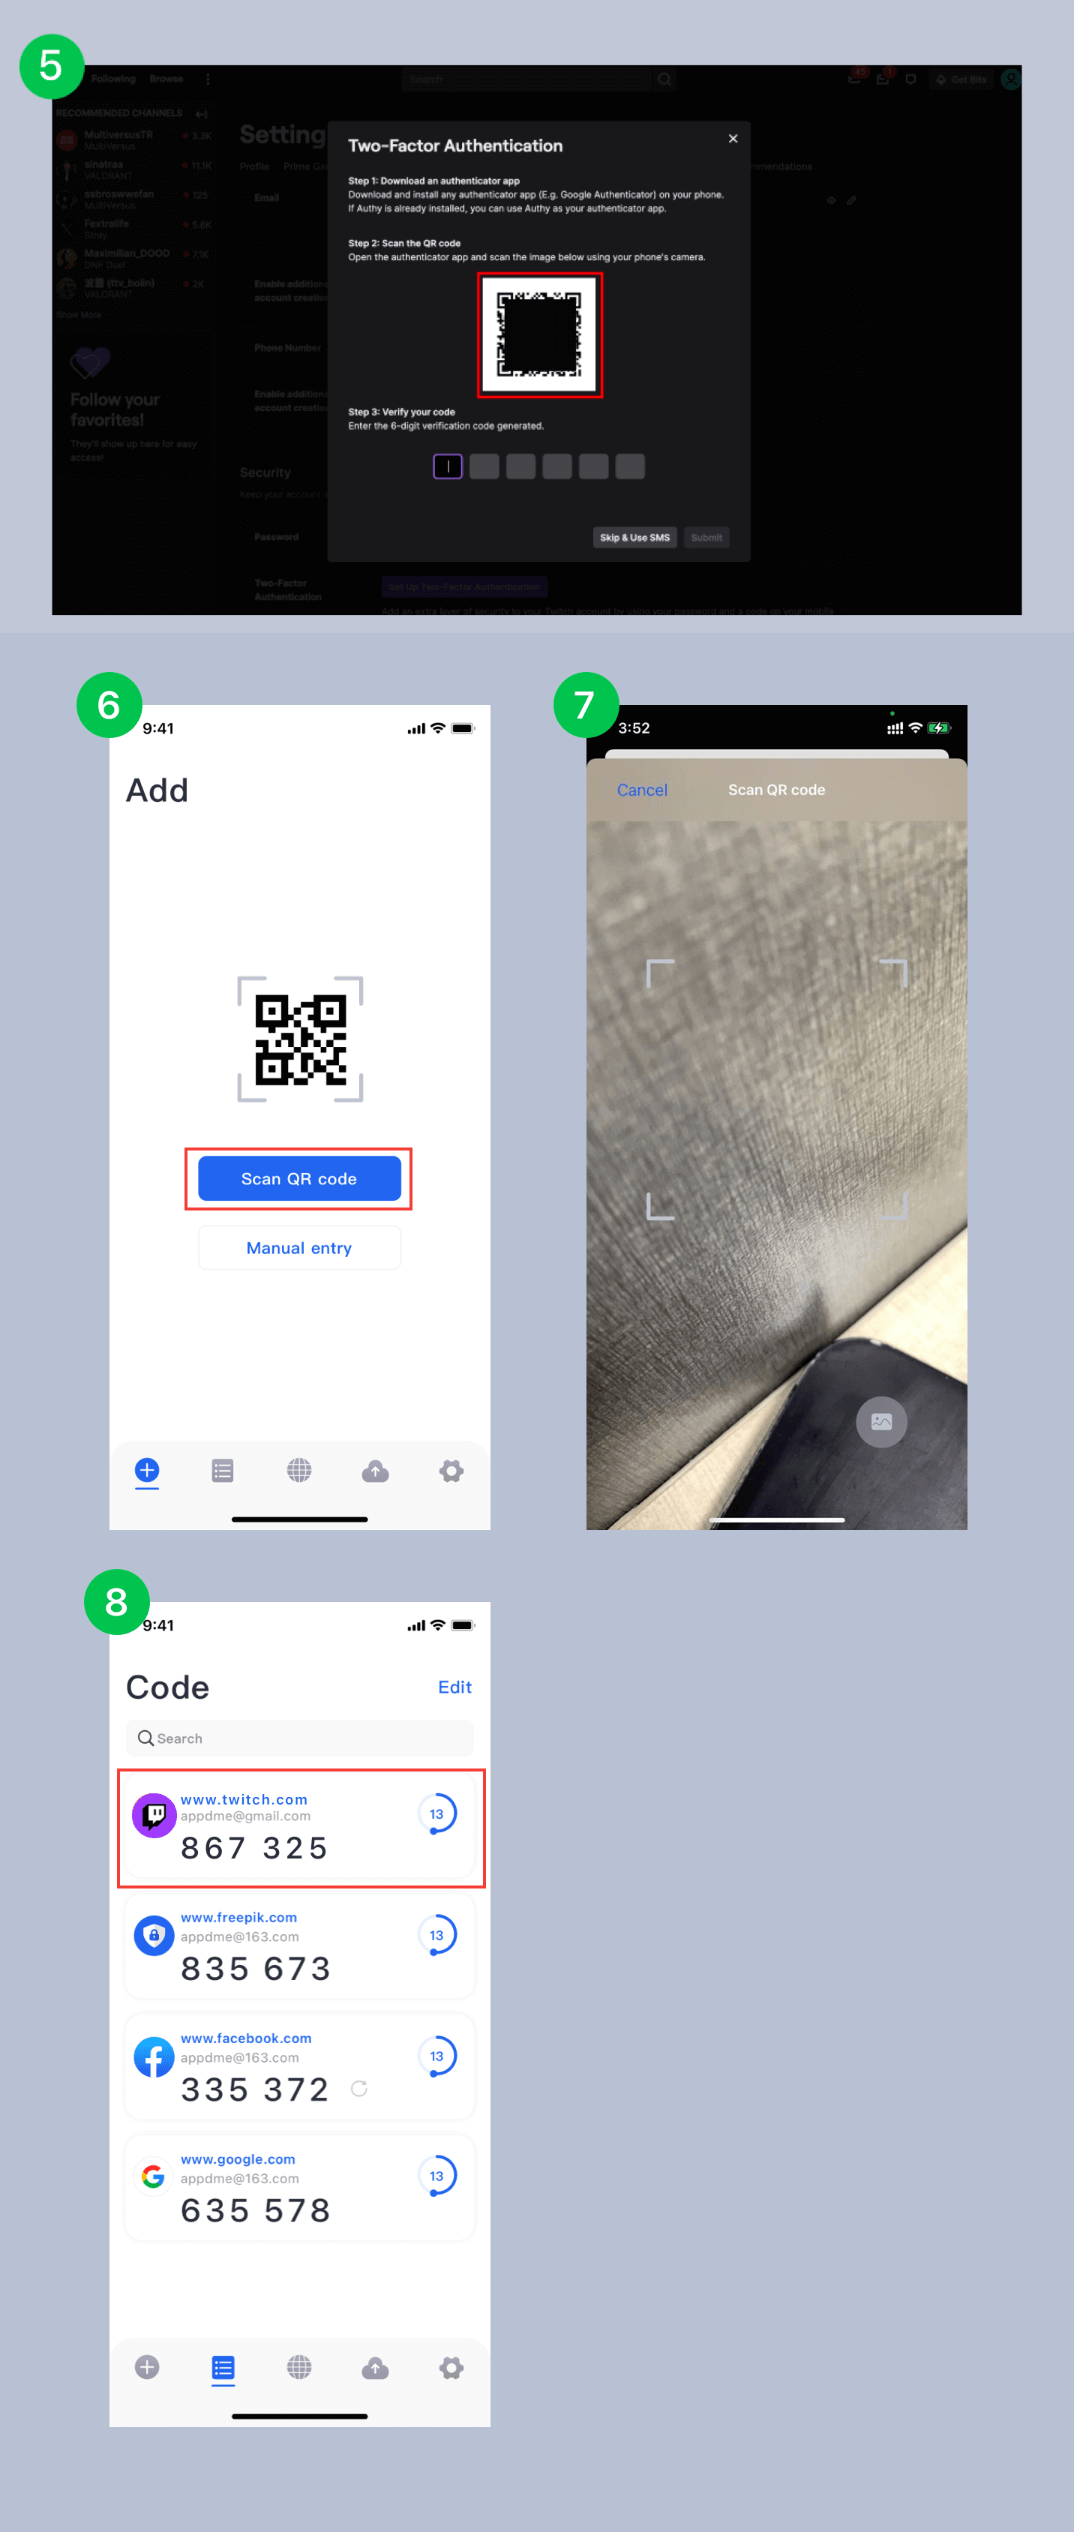 5
Following Browse
Search
45
1
Get Bits
RECOMMENDED CHANNELS
MultiversusTR 3.3K
MultiVersus
sinatraa 11.1K
VALORANT
ssbroswwefan 125
MultiVersus
Fextralife 5.6K
Stray
Maximilian_DOOD 7.1K
DNF Duel
(ttv_bolin) 2K
VALORANT
Show More
Follow your
favorites!
They'll show up here for easy
access!
Setting
Profile Prime Ga
mmendations
Email
Enable additiona
account creation
Phone Number
Enable additiona
account creation
Security
Keep your account
Password
Two-Factor
Authentication
Set Up Two-Factor Authentication
Add an extra layer of security to your Twitch account by using your password and a code on your mobile
Two-Factor Authentication
Step 1: Download an authenticator app
Download and install any authenticator app (E.g. Google Authenticator) on your phone.
If Authy is already installed, you can use Authy as your authenticator app.
Step 2: Scan the QR code
Open the authenticator app and scan the image below using your phone's camera.
Step 3: Verify your code
Enter the 6-digit verification code generated.
Skip & Use SMS Submit
6
9:41
Add
Scan QR code
Manual entry
7
3:52
Cancel Scan QR code
8
9:41
Code Edit
Search
www.twitch.com
appdme@gmail.com
867 325
13
www.freepik.com
appdme@163.com
835 673
13
www.facebook.com
appdme@163.com
335 372
13
www.google.com
appdme@163.com
635 578
13